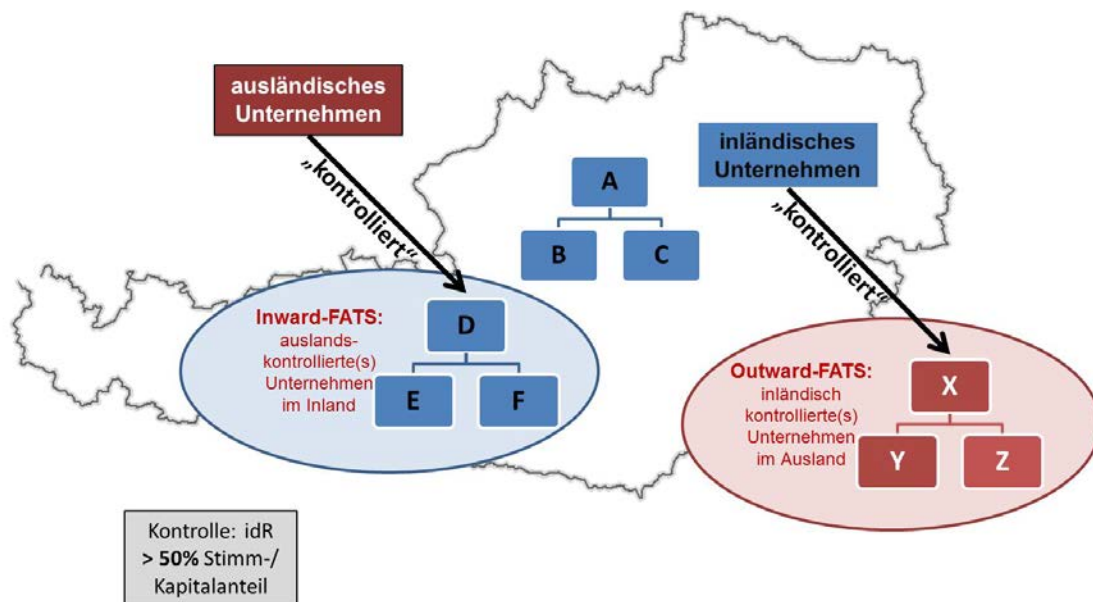 ausländisches
Unternehmen
„kontrolliert“
inländisches
Unternehmen
„kontrolliert“
A
B
C
Inward-FATS:
auslands-
kontrollierte(s)
Unternehmen
im Inland
D
E
F
Outward-FATS:
inländisch
kontrollierte(s)
Unternehmen
im Ausland
X
Y
Z
Kontrolle: idR
> 50% Stimm-/
Kapitalanteil